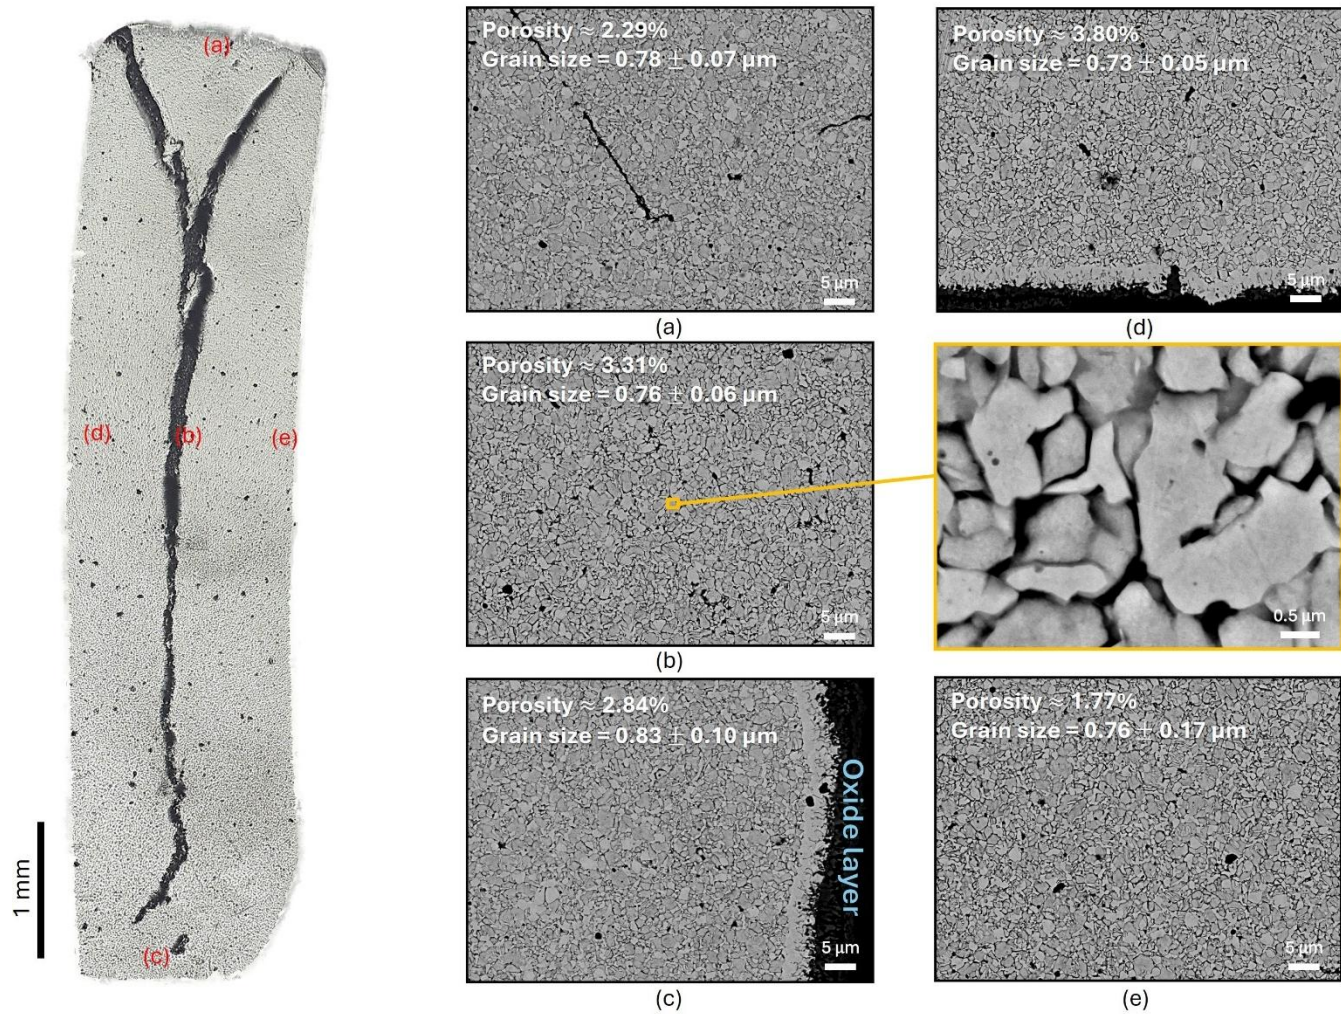 (a)
(d)
(b)
(e)
(c)
1 mm
Porosity ≈ 2.29%
Grain size = 0.78 ± 0.07 µm
5 µm
(a)
Porosity ≈ 3.80%
Grain size = 0.73 ± 0.05 µm
5 µm
(d)
Porosity ≈ 3.31%
Grain size = 0.76 ± 0.06 µm
5 µm
(b)
0.5 µm
Porosity ≈ 2.84%
Grain size = 0.83 ± 0.10 µm
Oxide layer
5 µm
(c)
Porosity ≈ 1.77%
Grain size = 0.76 ± 0.17 µm
5 µm
(e)